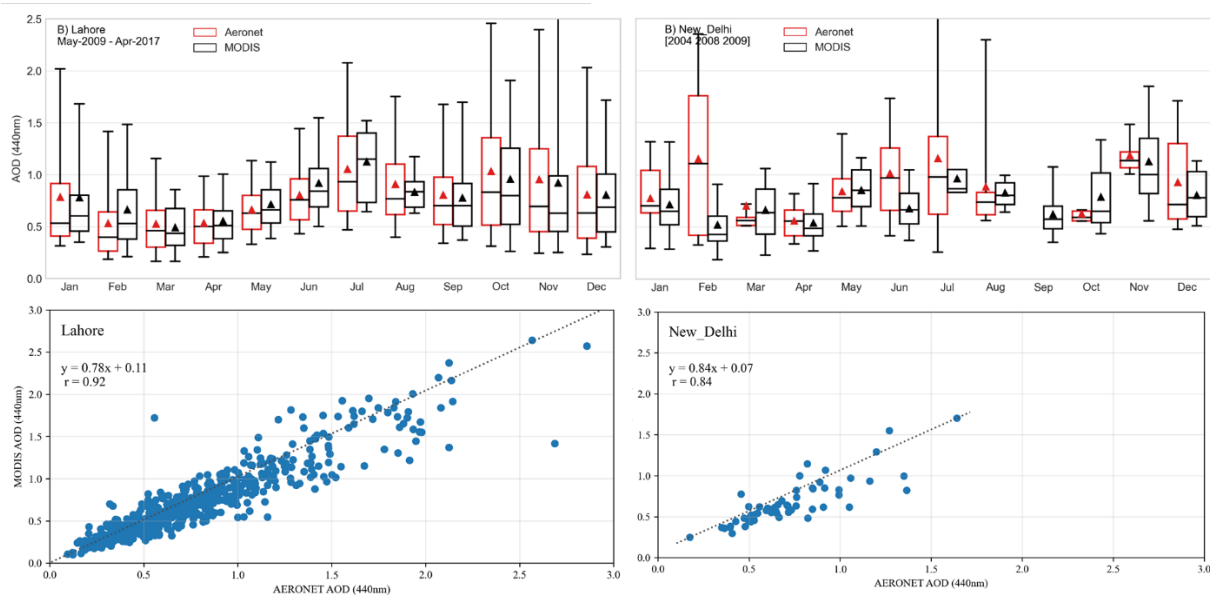 B) Lahore
May-2009 - Apr-2017
Aeronet
MODIS
AOD (440nm)
2.5
2.0
1.5
1.0
0.5
0.0
Jan Feb Mar Apr May Jun Jul Aug Sep Oct Nov Dec
B) New_Delhi
[2004 2008 2009]
Aeronet
MODIS
Jan Feb Mar Apr May Jun Jul Aug Sep Oct Nov Dec
Lahore
y = 0.78x + 0.11
r = 0.92
MODIS AOD (440nm)
3.0
2.5
2.0
1.5
1.0
0.5
0.0
0.5 1.0 1.5 2.0 2.5 3.0
AERONET AOD (440nm)
New_Delhi
y = 0.84x + 0.07
r = 0.84
3.0
2.5
2.0
1.5
1.0
0.5
0.0
0.0 0.5 1.0 1.5 2.0 2.5 3.0
AERONET AOD (440nm)